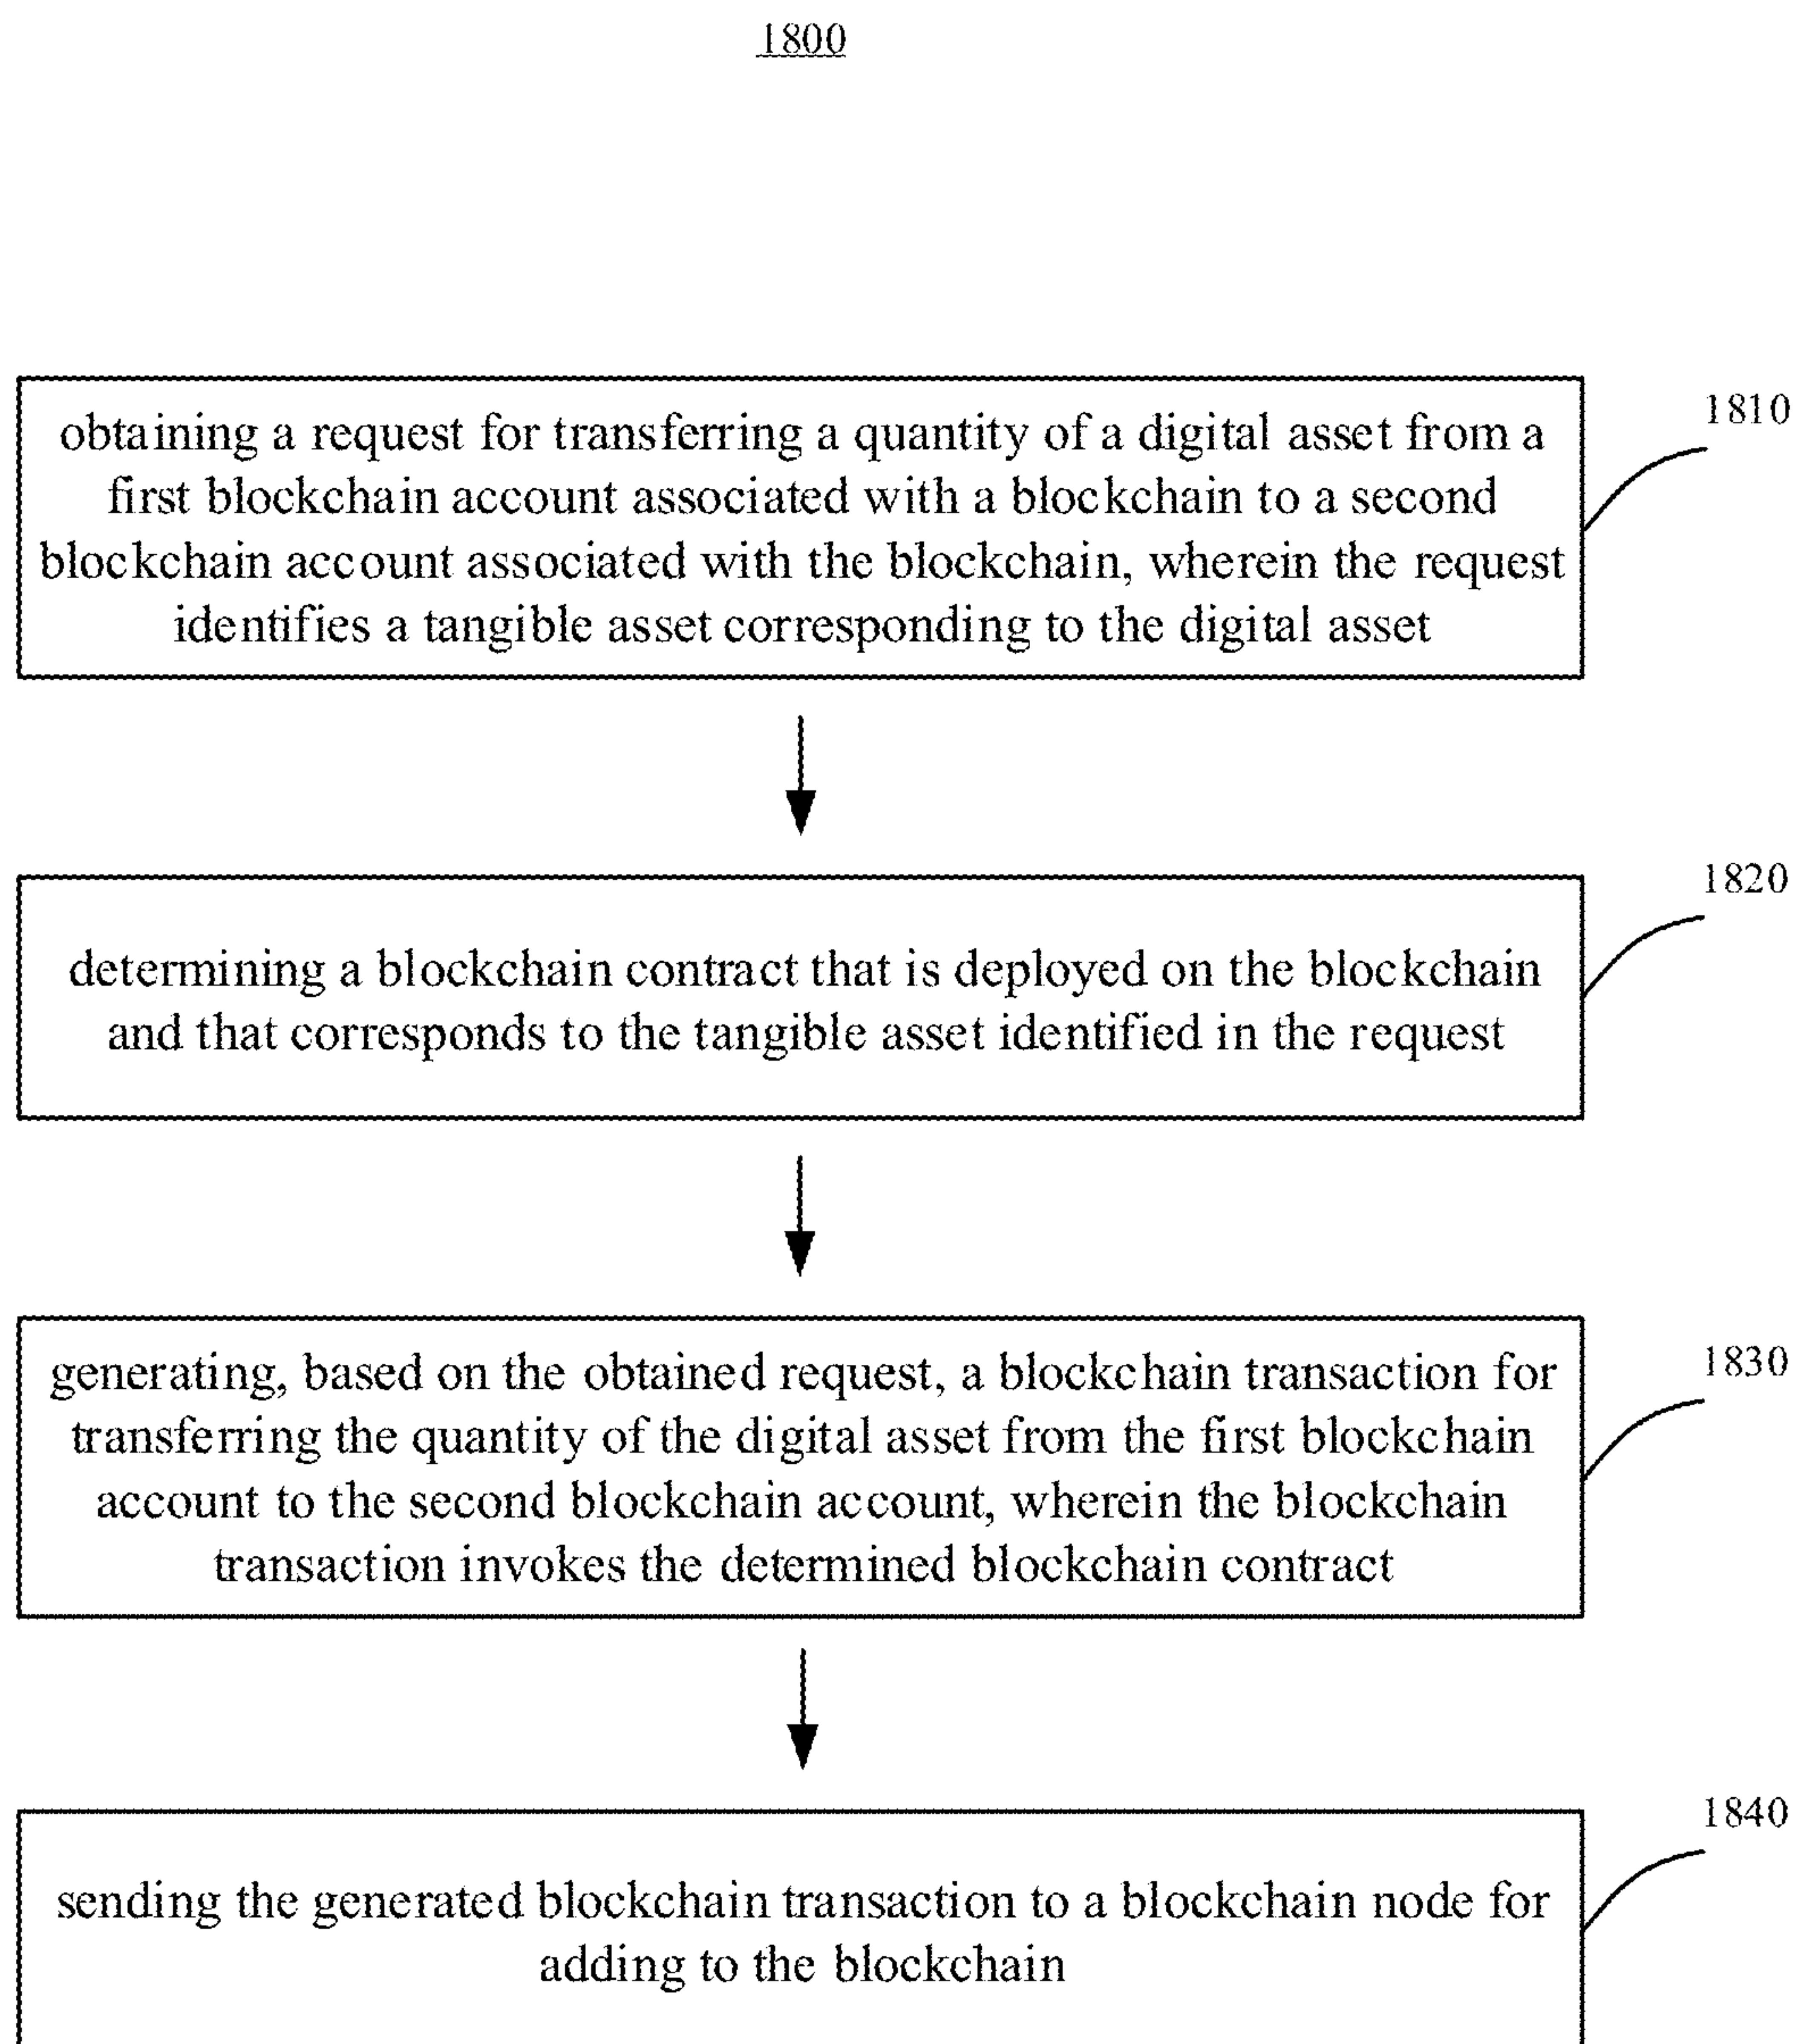 1800
obtaining a request for transferring a quantity of a digital asset from a
1810
first blockchain account associated with a blockchain to a second
blockchain account associated with the blockchain, wherein the request
identifies a tangible asset corresponding to the digital asset
1820
determining a blockchain contract that is deployed on the blockchain
and that corresponds to the tangible asset identified in the request
1830
generating, based on the obtained request, a blockchain transaction for
transferring the quantity of the digital asset from the first blockchain
account to the second blockchain account, wherein the blockchain
transaction invokes the determined blockchain contract
1840
sending the generated blockchain transaction to a blockchain node for
adding to the blockchain